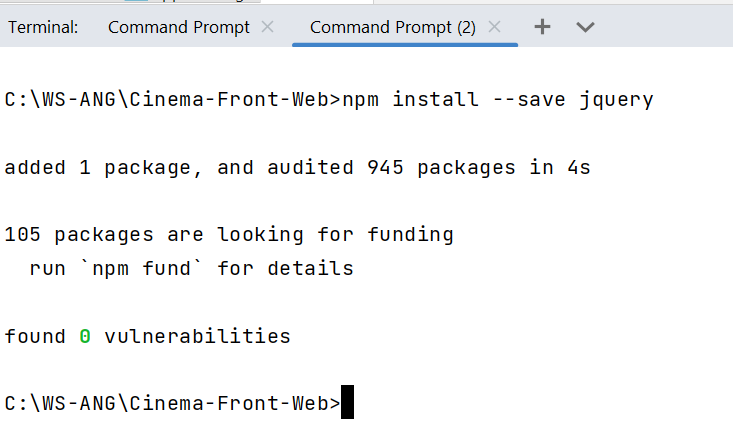 Terminal: Command Prompt × Command Prompt (2) ×
C:\WS-ANG\Cinema-Front-Web>npm install --save jquery
added 1 package, and audited 945 packages in 4s
105 packages are looking for funding
  run `npm fund` for details
found 0 vulnerabilities
C:\WS-ANG\Cinema-Front-Web>